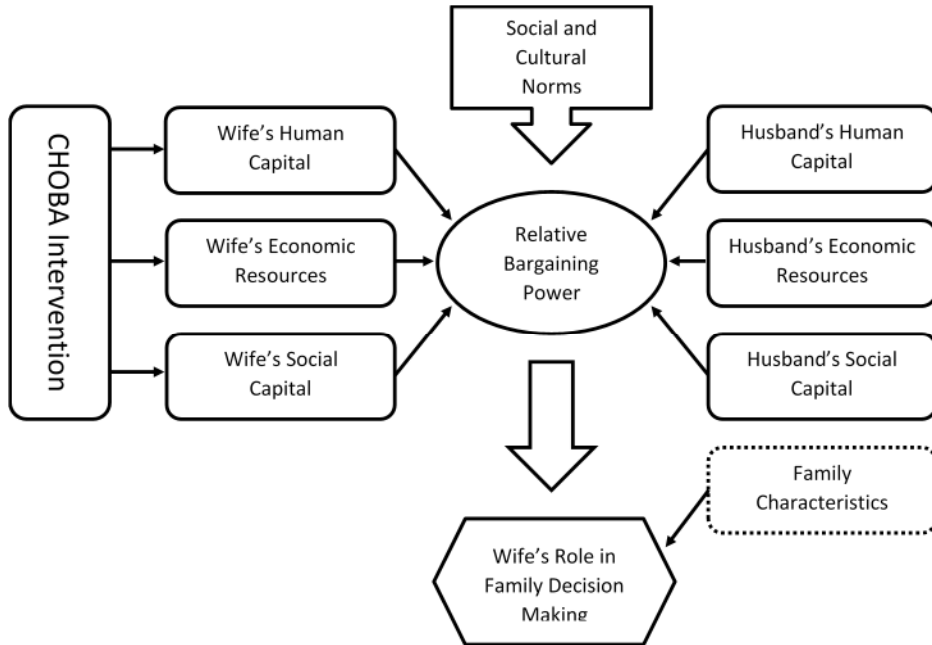 Social and
Cultural
Norms
CHOBA Intervention
Wife's Human
Capital
Husband's Human
Capital
Wife's Economic
Resources
Relative
Bargaining
Power
Husband's Economic
Resources
Wife's Social
Capital
Husband's Social
Capital
Family
Characteristics
Wife's Role in
Family Decision
Making